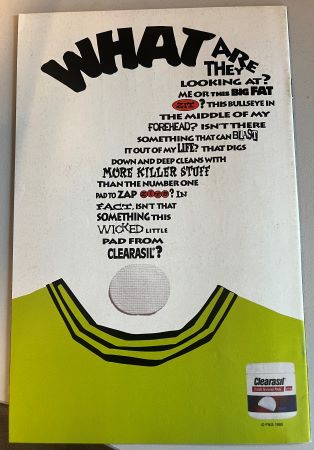 WHAT ARE
THEY
LOOKING AT?
ME OR THIS BIG FAT
ZIT? THIS BULLSEYE IN
THE MIDDLE OF MY
FOREHEAD? ISN'T THERE
SOMETHING THAT CAN BLAST
IT OUT OF MY LIFE? THAT DIGS
DOWN AND DEEP CLEANS WITH
MORE KILLER STUFF
THAN THE NUMBER ONE
PAD TO ZAP ZITS? IN
FACT, ISN'T THAT
SOMETHING THIS
WICKED LITTLE
PAD FROM
CLEARASIL?
Clearasil